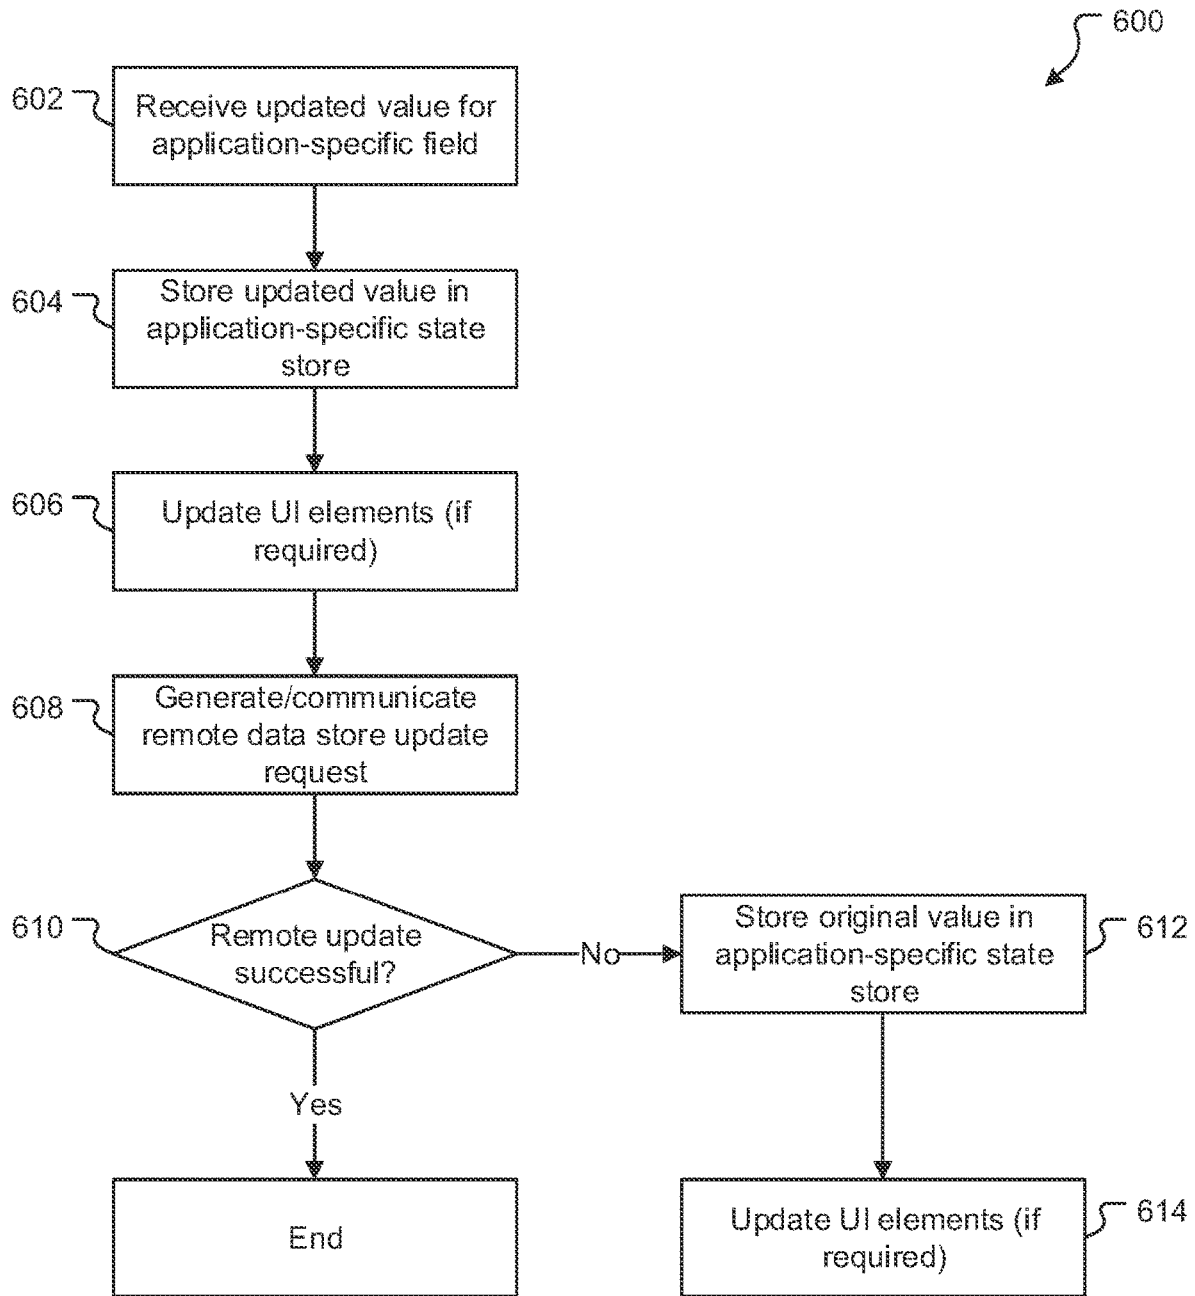 600
602
Receive updated value for
application-specific field
604
Store updated value in
application-specific state
store
606
Update UI elements (if
required)
608
Generate/communicate
remote data store update
request
610
Remote update
successful?
No
Store original value in
application-specific state
store
612
Yes
End
Update UI elements (if
required)
614